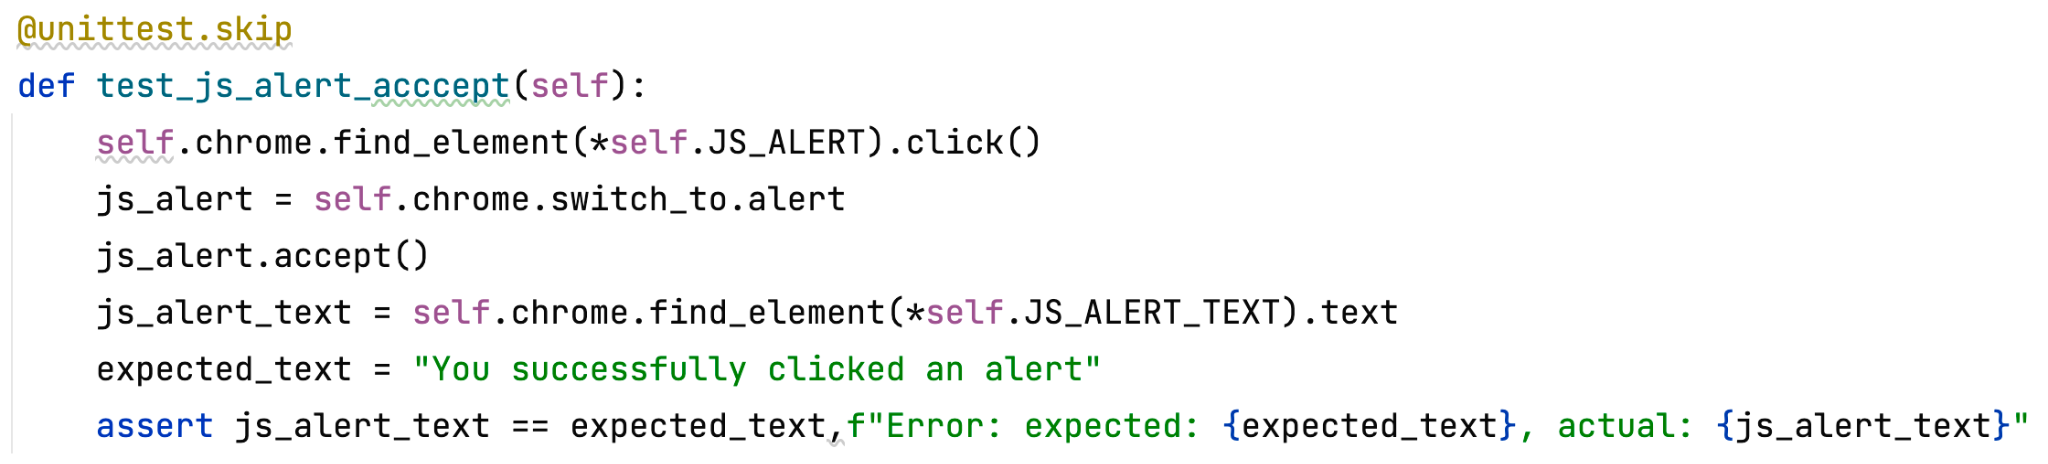 @unittest.skip
def test_js_alert_acccept(self):
    self.chrome.find_element(*self.JS_ALERT).click()
    js_alert = self.chrome.switch_to.alert
    js_alert.accept()
    js_alert_text = self.chrome.find_element(*self.JS_ALERT_TEXT).text
    expected_text = "You successfully clicked an alert"
    assert js_alert_text == expected_text,f"Error: expected: {expected_text}, actual: {js_alert_text}"